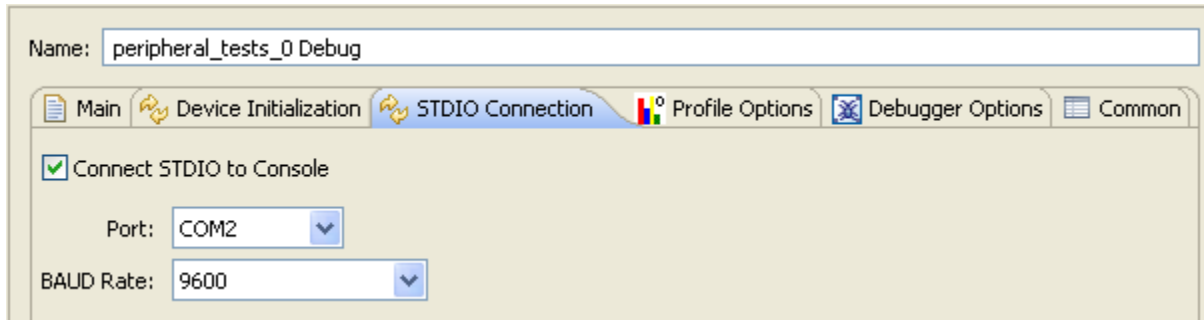 Name: peripheral_tests_0 Debug
Main Device Initialization STDIO Connection Profile Options Debugger Options Common
Connect STDIO to Console
Port: COM2
BAUD Rate: 9600